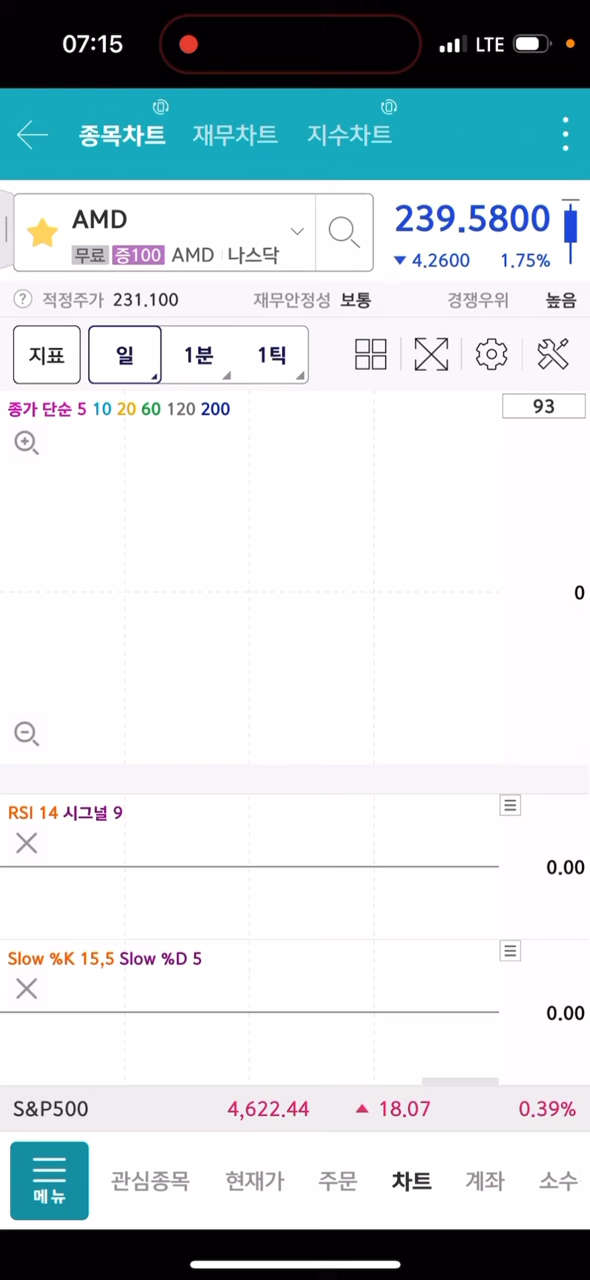 07:15 LTE
종목차트 재무차트 지수차트
AMD
무료 증100 AMD 나스닥
239.5800
▼ 4.2600 1.75%
? 적정주가 231.100 재무안정성 보통 경쟁우위 높음
지표 일 1분 1틱
종가 단순 5 10 20 60 120 200
93
0
RSI 14 시그널 9
0.00
Slow %K 15,5 Slow %D 5
0.00
S&P500 4,622.44 ▲ 18.07 0.39%
메뉴 관심종목 현재가 주문 차트 계좌 소수